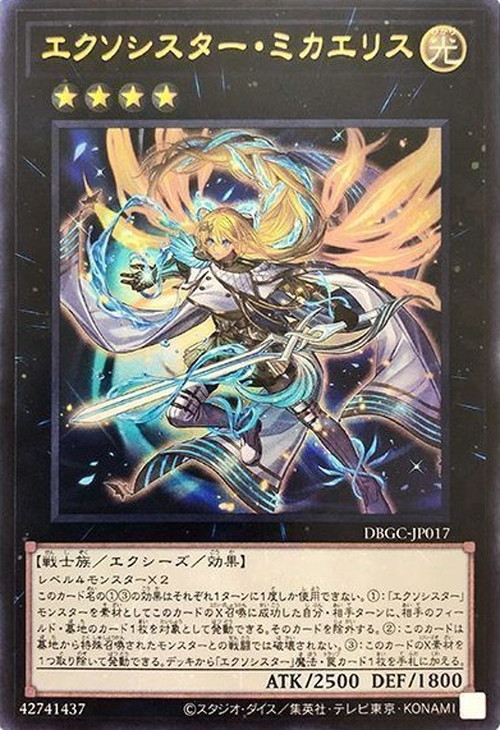 エクソシスター・ミカエリス
光
DBGC-JP017
【戦士族/エクシーズ/効果】
レベル4モンスター×2
このカード名の①③の効果はそれぞれ1ターンに1度しか使用できない。①:「エクソシスター」
モンスターを素材としてこのカードのX召喚に成功した自分・相手ターンに、相手のフィー
ルド・墓地のカード1枚を対象として発動できる。そのカードを除外する。②:このカードは
墓地から特殊召喚されたモンスターとの戦闘では破壊されない。③:このカードのX素材を
1つ取り除いて発動できる。デッキから「エクソシスター」魔法・罠カード1枚を手札に加える。
ATK/2500 DEF/1800
42741437
©スタジオ・ダイス/集英社・テレビ東京・KONAMI